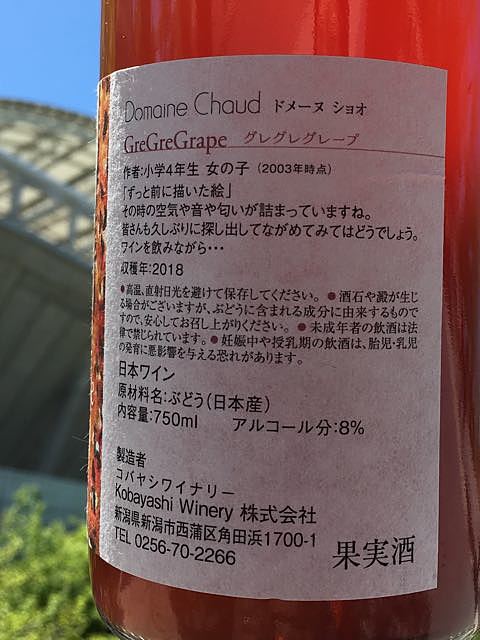 Domaine Chaud ドメーヌ ショオ
GreGreGrape グレグレグレープ
作者:小学4年生 女の子 (2003年時点)
「ずっと前に描いた絵」
その時の空気や音や匂いが詰まっていますね。
皆さんも久しぶりに探し出してながめてみてはどうでしょう。
ワインを飲みながら・・・
収穫年:2018
●高温、直射日光を避けて保存してください。 ●酒石や澱が生じ
る場合がございますが、ぶどうに含まれる成分に由来するもので
すので、安心してお召し上がりください。 ●未成年者の飲酒は法
律で禁じられています。●妊娠中や授乳期の飲酒は、胎児・乳児
の発育に悪影響を与える恐れがあります。
日本ワイン
原材料名:ぶどう(日本産)
内容量:750ml アルコール分:8%
製造者
コバヤシワイナリー
Kobayashi Winery 株式会社
新潟県新潟市西蒲区角田浜1700-1
TEL 0256-70-2266
果実酒